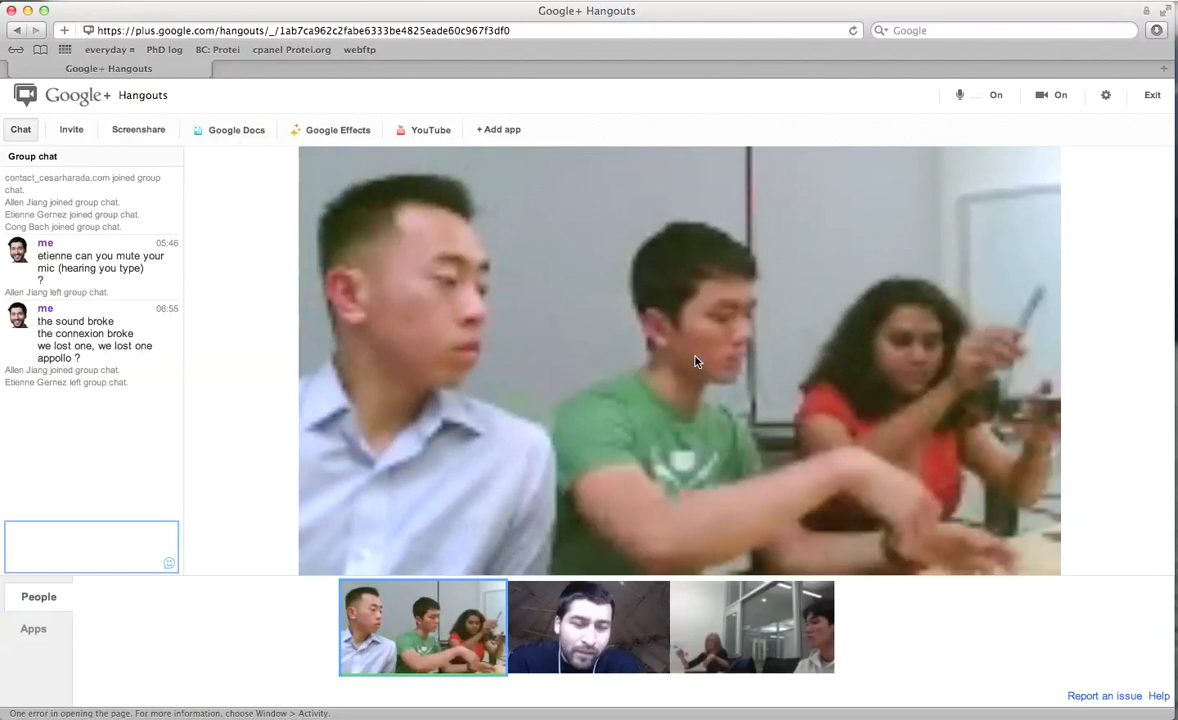 Google+ Hangouts
https://plus.google.com/hangouts/_/1ab7ca962c2fabe6333be4825eade60c967f3df0
Google
everyday
PhD log
BC: Protei
cpanel Protei.org
webftp
Google+ Hangouts
Google+ Hangouts
On
On
Exit
Chat
Invite
Screenshare
Google Docs
Google Effects
YouTube
+ Add app
Group chat
contact_cesarharada.com joined group
chat.
Allen Jiang joined group chat.
Etienne Gernez joined group chat.
Cong Bach joined group chat.
me 05:46
etienne can you mute your
mic (hearing you type)
?
Allen Jiang left group chat.
me 06:55
the sound broke
the connexion broke
we lost one, we lost one
appollo ?
Allen Jiang joined group chat.
Etienne Gernez left group chat.
People
Apps
Report an issue
Help
One error in opening the page. For more information, choose Window > Activity.